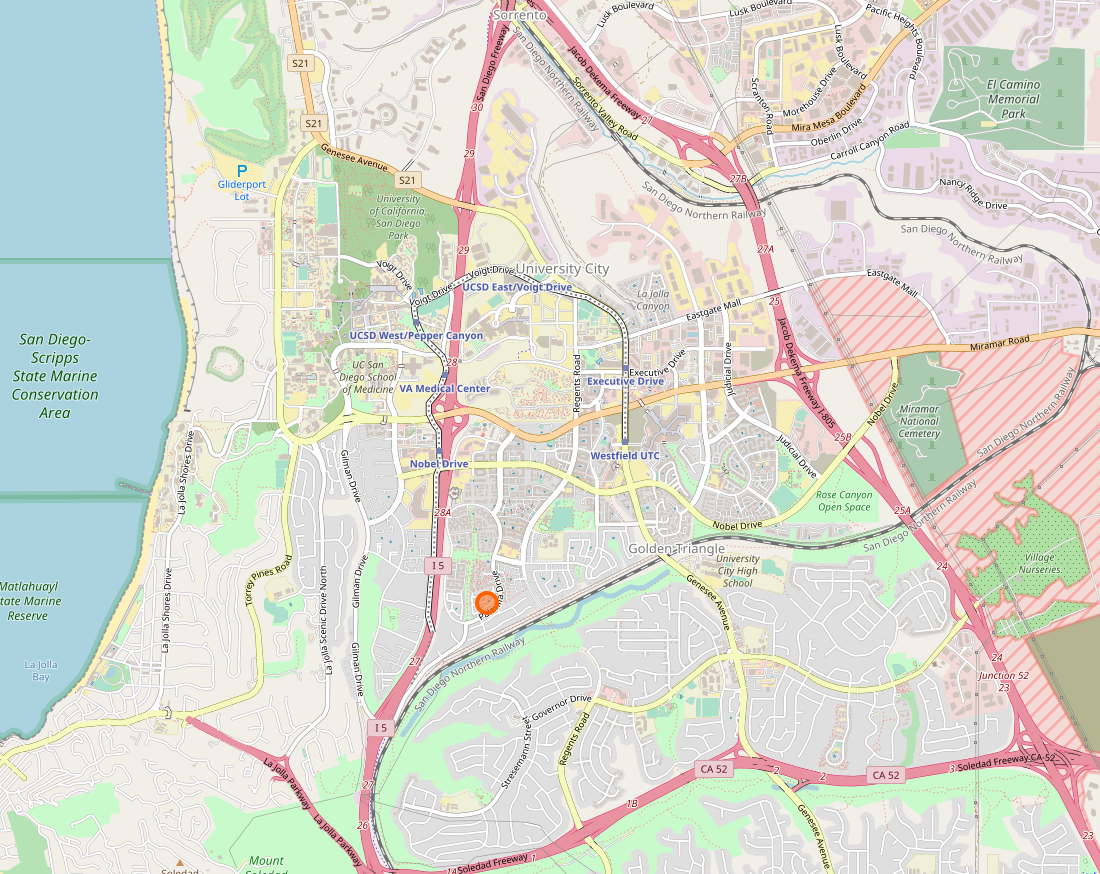 Sorrento
Lusk Boulevard
Lusk Boulevard
Pacific Heights Boulevard
Lusk Boulevard
San Diego Freeway
San Diego Northern Railway
Jacob Dekema Freeway
27
Sorrento Valley Road
Scranton Road
Morehouse Drive
Mira Mesa Boulevard
Oberlin Drive
Carroll Canyon Road
El Camino
Memorial
Park
S21
S21
30
29
Genesee Avenue
S21
P
Gliderport
Lot
University
of California,
San Diego
Park
27B
Nancy Ridge Drive
San Diego Northern Railway
San Diego Northern Railway
29
27A
Voigt Drive
Voigt Drive
Voigt Drive
University City
UCSD East/Voigt Drive
La Jolla
Canyon
Eastgate Mall
Eastgate Mall
25
UCSD West/Pepper Canyon
28
UC San
Diego School
of Medicine
VA Medical Center
Regents Road
Executive Drive
Executive Drive
Judicial Drive
Jacob Dekema Freeway I-805
Miramar Road
San Diego-
Scripps
State Marine
Conservation
Area
Nobel Drive
Miramar
National
Cemetery
San Diego Northern Railway
La Jolla Shores Drive
Gilman Drive
Nobel Drive
Westfield UTC
Judicial Drive
25B
Rose Canyon
Open Space
28A
Nobel Drive
25A
San Diego Northern Railway
Golden Triangle
University
City High
School
Village
Nurseries
I 5
24
Matlahuayl
State Marine
Reserve
La Jolla Shores Drive
Torrey Pines Road
La Jolla Scenic Drive North
Gilman Drive
Gilman Drive
Genesee Avenue
La Jolla
Bay
27
San Diego Northern Railway
24
Junction 52
23
I 5
Governor Drive
Stresemann Street
Regents Road
La Jolla Parkway
La Jolla Parkway
27
26
CA 52
2
2
CA 52
3
Soledad Freeway CA 52
1B
Genesee Avenue
23
Mount
Soledad
Soledad
1A
Soledad Freeway
1